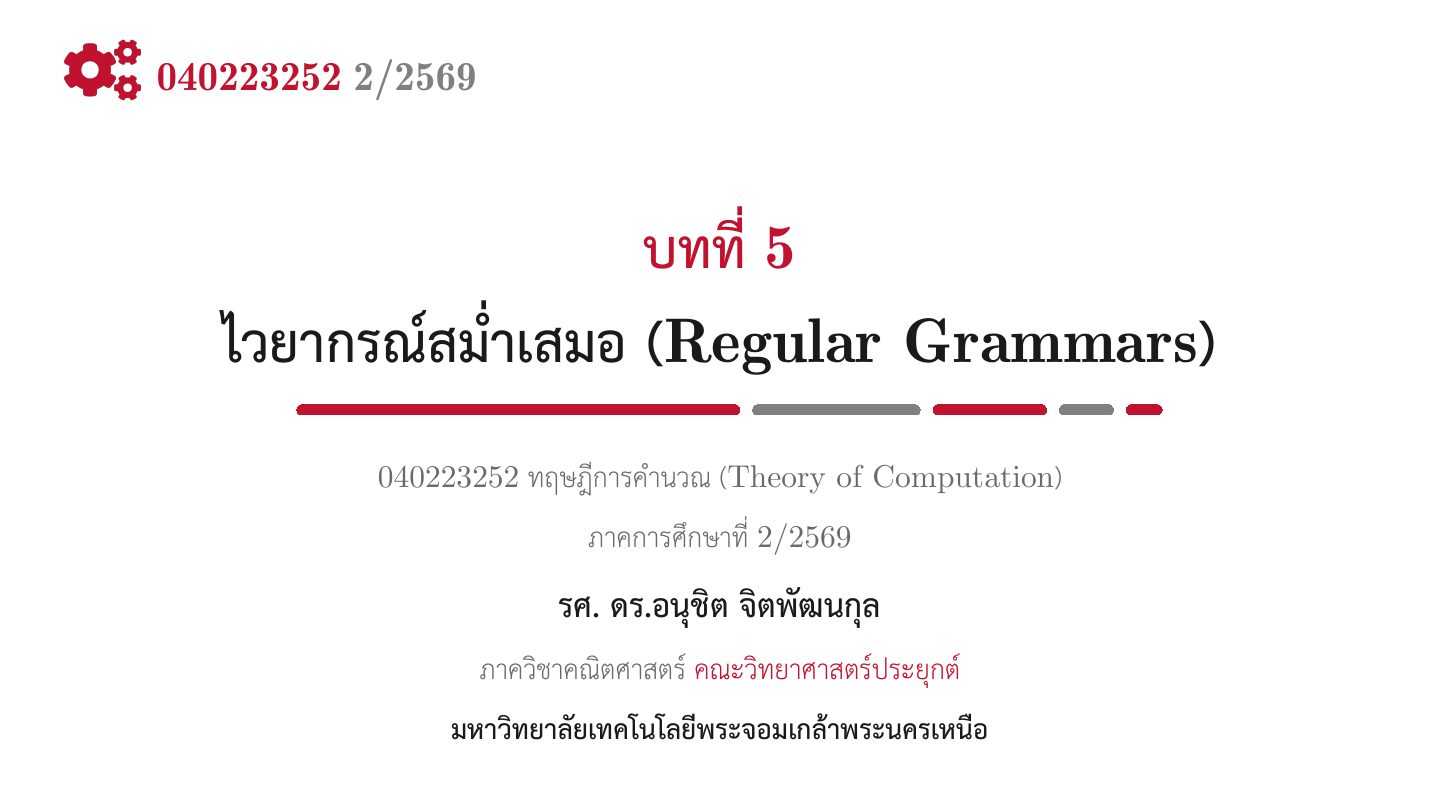 040223252 2/2569
บทที่ 5
ไวยากรณ์สม่ำเสมอ (Regular Grammars)
040223252 ทฤษฎีการคำนวณ (Theory of Computation)
ภาคการศึกษาที่ 2/2569
รศ. ดร.อนุชิต จิตพัฒนกุล
ภาควิชาคณิตศาสตร์ คณะวิทยาศาสตร์ประยุกต์
มหาวิทยาลัยเทคโนโลยีพระจอมเกล้าพระนครเหนือ